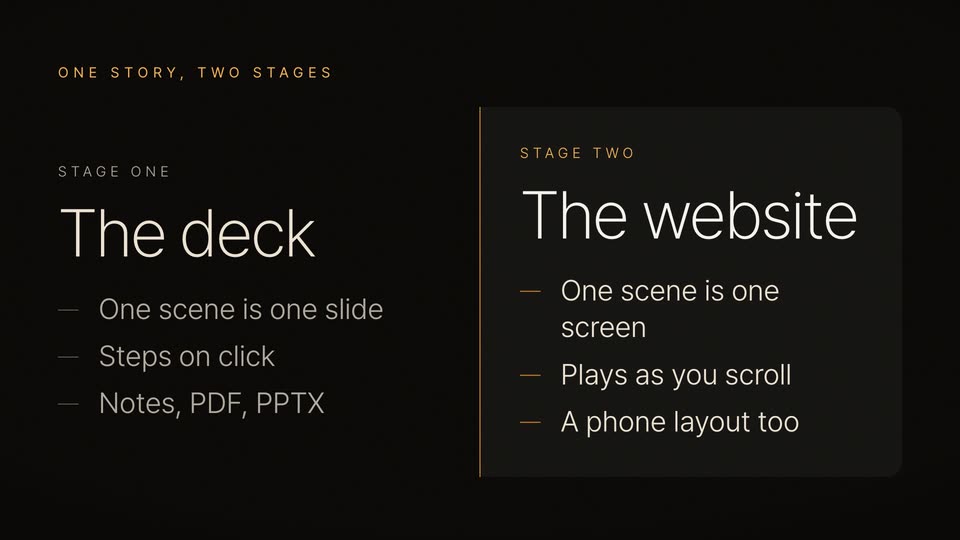 ONE STORY, TWO STAGES
STAGE ONE
The deck
— One scene is one slide
— Steps on click
— Notes, PDF, PPTX
STAGE TWO
The website
— One scene is one
screen
— Plays as you scroll
— A phone layout too